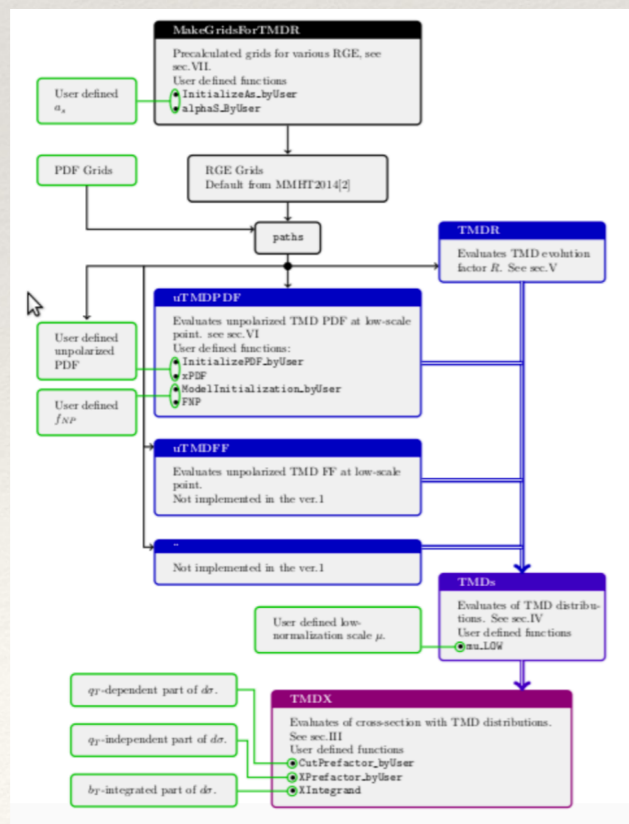 MakeGridsForTMDR
Precalculated grids for various RGE, see
sec.VII.
User defined functions
InitializeAs_byUser
alphaS_ByUser
User defined
a_s
PDF Grids
RGE Grids
Default from MMHT2014[2]
paths
TMDR
Evaluates TMD evolution
factor R. See sec.V
uTMDPDF
Evaluates unpolarized TMD PDF at low-scale
point. see sec.VI
User defined functions:
InitializePDF_byUser
xPDF
ModelInitialization_byUser
FNP
User defined
unpolarized
PDF
User defined
f_NP
uTMDFF
Evaluates unpolarized TMD FF at low-scale
point.
Not implemented in the ver.1
..
Not implemented in the ver.1
TMDs
Evaluates of TMD distribu-
tions. See sec.IV
User defined functions
mu_LOW
User defined low-
normalization scale μ.
q_T-dependent part of dσ.
q_T-independent part of dσ.
b_T-integrated part of dσ.
TMDX
Evaluates of cross-section with TMD distributions.
See sec.III
User defined functions
CutPrefactor_byUser
XPrefactor_byUser
XIntegrand